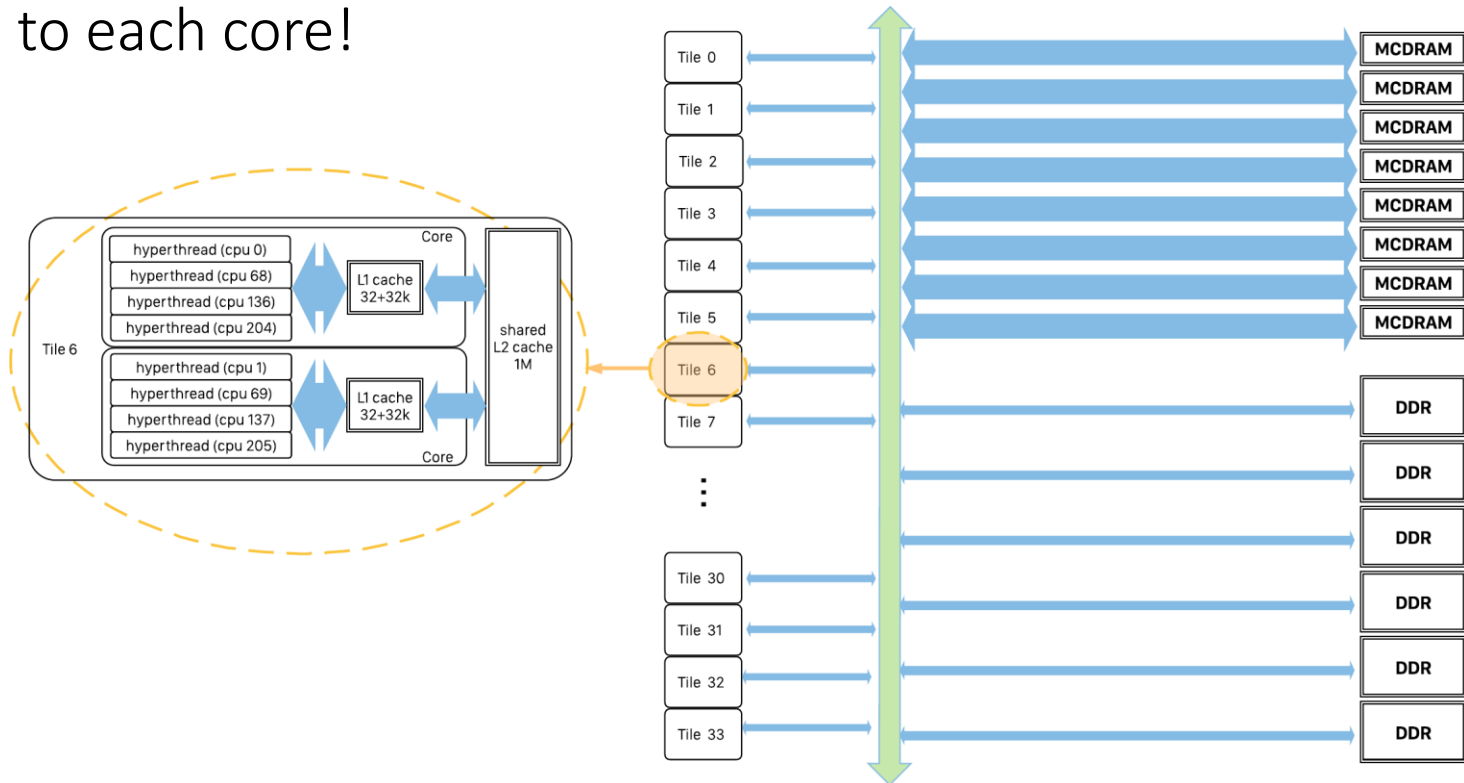 to each core!
Tile 6
Core
hyperthread (cpu 0)
hyperthread (cpu 68)
hyperthread (cpu 136)
hyperthread (cpu 204)
L1 cache
32+32k
hyperthread (cpu 1)
hyperthread (cpu 69)
hyperthread (cpu 137)
hyperthread (cpu 205)
L1 cache
32+32k
Core
shared
L2 cache
1M
Tile 0
Tile 1
Tile 2
Tile 3
Tile 4
Tile 5
Tile 6
Tile 7
⋮
Tile 30
Tile 31
Tile 32
Tile 33
MCDRAM
MCDRAM
MCDRAM
MCDRAM
MCDRAM
MCDRAM
MCDRAM
MCDRAM
DDR
DDR
DDR
DDR
DDR
DDR